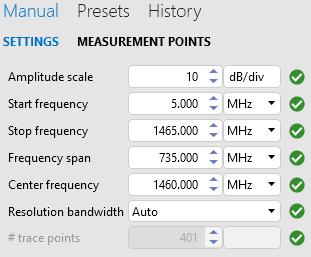 Manual Presets History
SETTINGS MEASUREMENT POINTS
Amplitude scale 10 dB/div
Start frequency 5.000 MHz
Stop frequency 1465.000 MHz
Frequency span 735.000 MHz
Center frequency 1460.000 MHz
Resolution bandwidth Auto
# trace points 401